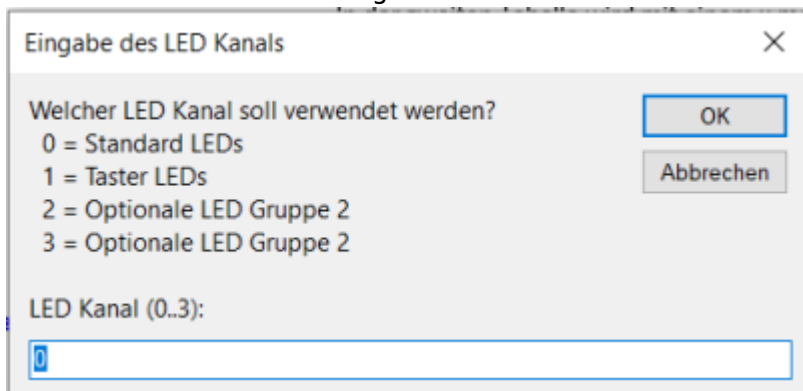 Eingabe des LED Kanals
Welcher LED Kanal soll verwendet werden?
0 = Standard LEDs
1 = Taster LEDs
2 = Optionale LED Gruppe 2
3 = Optionale LED Gruppe 2
OK
Abbrechen
LED Kanal (0..3):
0